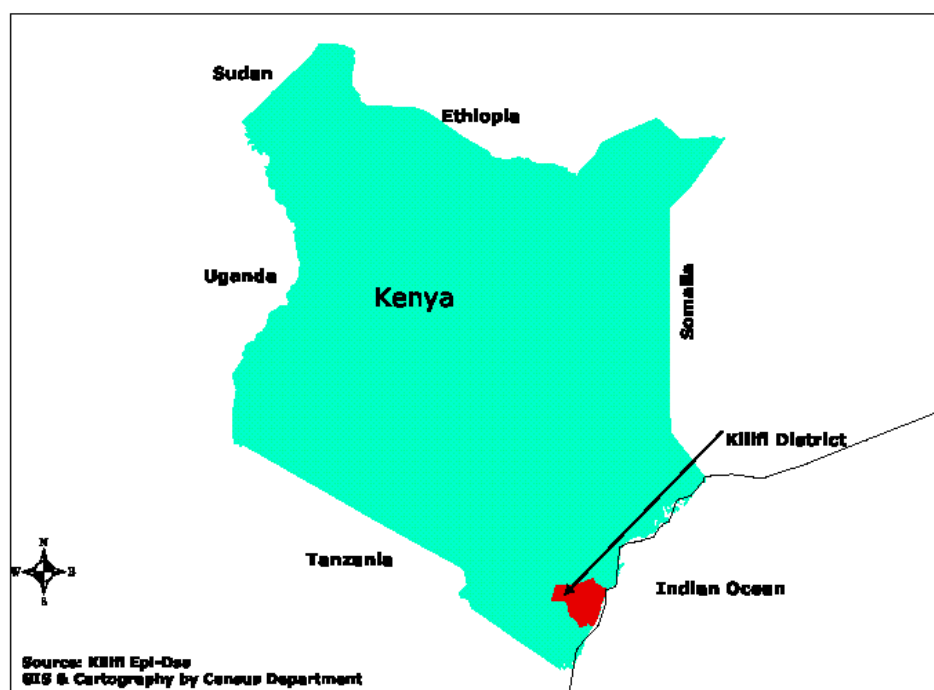 Sudan
Ethiopia
Uganda
Kenya
Somalia
Kilifi District
Tanzania
Indian Ocean
N
W E
S
Source: Kilifi Epi-Dss
GIS & Cartography by Census Department